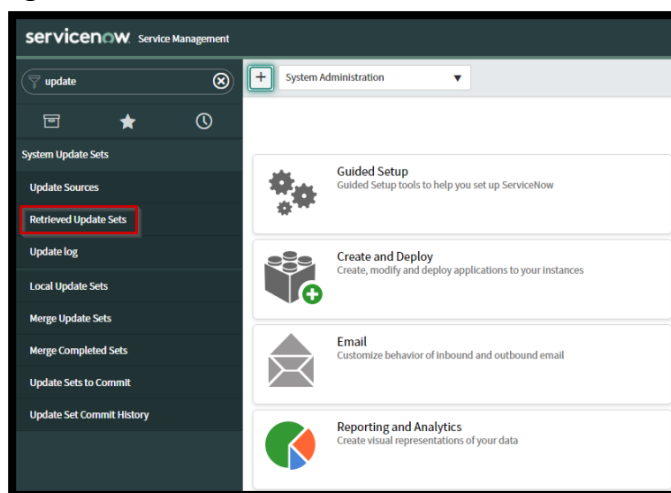 servicenow Service Management
update
+ System Administration
System Update Sets
Update Sources
Retrieved Update Sets
Update log
Local Update Sets
Merge Update Sets
Merge Completed Sets
Update Sets to Commit
Update Set Commit History
Guided Setup
Guided Setup tools to help you set up ServiceNow
Create and Deploy
Create, modify and deploy applications to your instances
Email
Customize behavior of inbound and outbound email
Reporting and Analytics
Create visual representations of your data